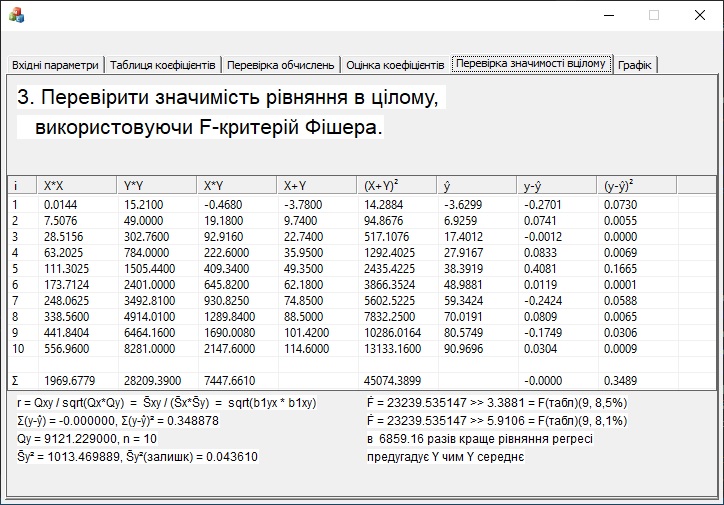 Вхідні параметри Таблиця коєфіцієнтів Перевірка обчислень Оцінка коефіцієнтів Перевірка значимості вцілому Графік
3. Перевірити значимість рівняння в цілому,
використовуючи F-критерій Фішера.
i X*X Y*Y X*Y X+Y (X+Y)² ŷ y-ŷ (y-ŷ)²
1 0.0144 15.2100 -0.4680 -3.7800 14.2884 -3.6299 -0.2701 0.0730
2 7.5076 49.0000 19.1800 9.7400 94.8676 6.9259 0.0741 0.0055
3 28.5156 302.7600 92.9160 22.7400 517.1076 17.4012 -0.0012 0.0000
4 63.2025 784.0000 222.6000 35.9500 1292.4025 27.9167 0.0833 0.0069
5 111.3025 1505.4400 409.3400 49.3500 2435.4225 38.3919 0.4081 0.1665
6 173.7124 2401.0000 645.8200 62.1800 3866.3524 48.9881 0.0119 0.0001
7 248.0625 3492.8100 930.8250 74.8500 5602.5225 59.3424 -0.2424 0.0588
8 338.5600 4914.0100 1289.8400 88.5000 7832.2500 70.0191 0.0809 0.0065
9 441.8404 6464.1600 1690.0080 101.4200 10286.0164 80.5749 -0.1749 0.0306
10 556.9600 8281.0000 2147.6000 114.6000 13133.1600 90.9696 0.0304 0.0009
Σ 1969.6779 28209.3900 7447.6610 45074.3899 -0.0000 0.3489
r = Qxy / sqrt(Qx*Qy) = S̄xy / (S̄x*S̄y) = sqrt(b1yx * b1xy)
Σ(y-ŷ) = -0.000000, Σ(y-ŷ)² = 0.348878
Qy = 9121.229000, n = 10
S̄y² = 1013.469889, S̄y²(залишк) = 0.043610
F̂ = 23239.535147 >> 3.3881 = F(табл)(9, 8,5%)
F̂ = 23239.535147 >> 5.9106 = F(табл)(9, 8,1%)
в 6859.16 разів краще рівняння регресі
предугадує Y чим Y середнє